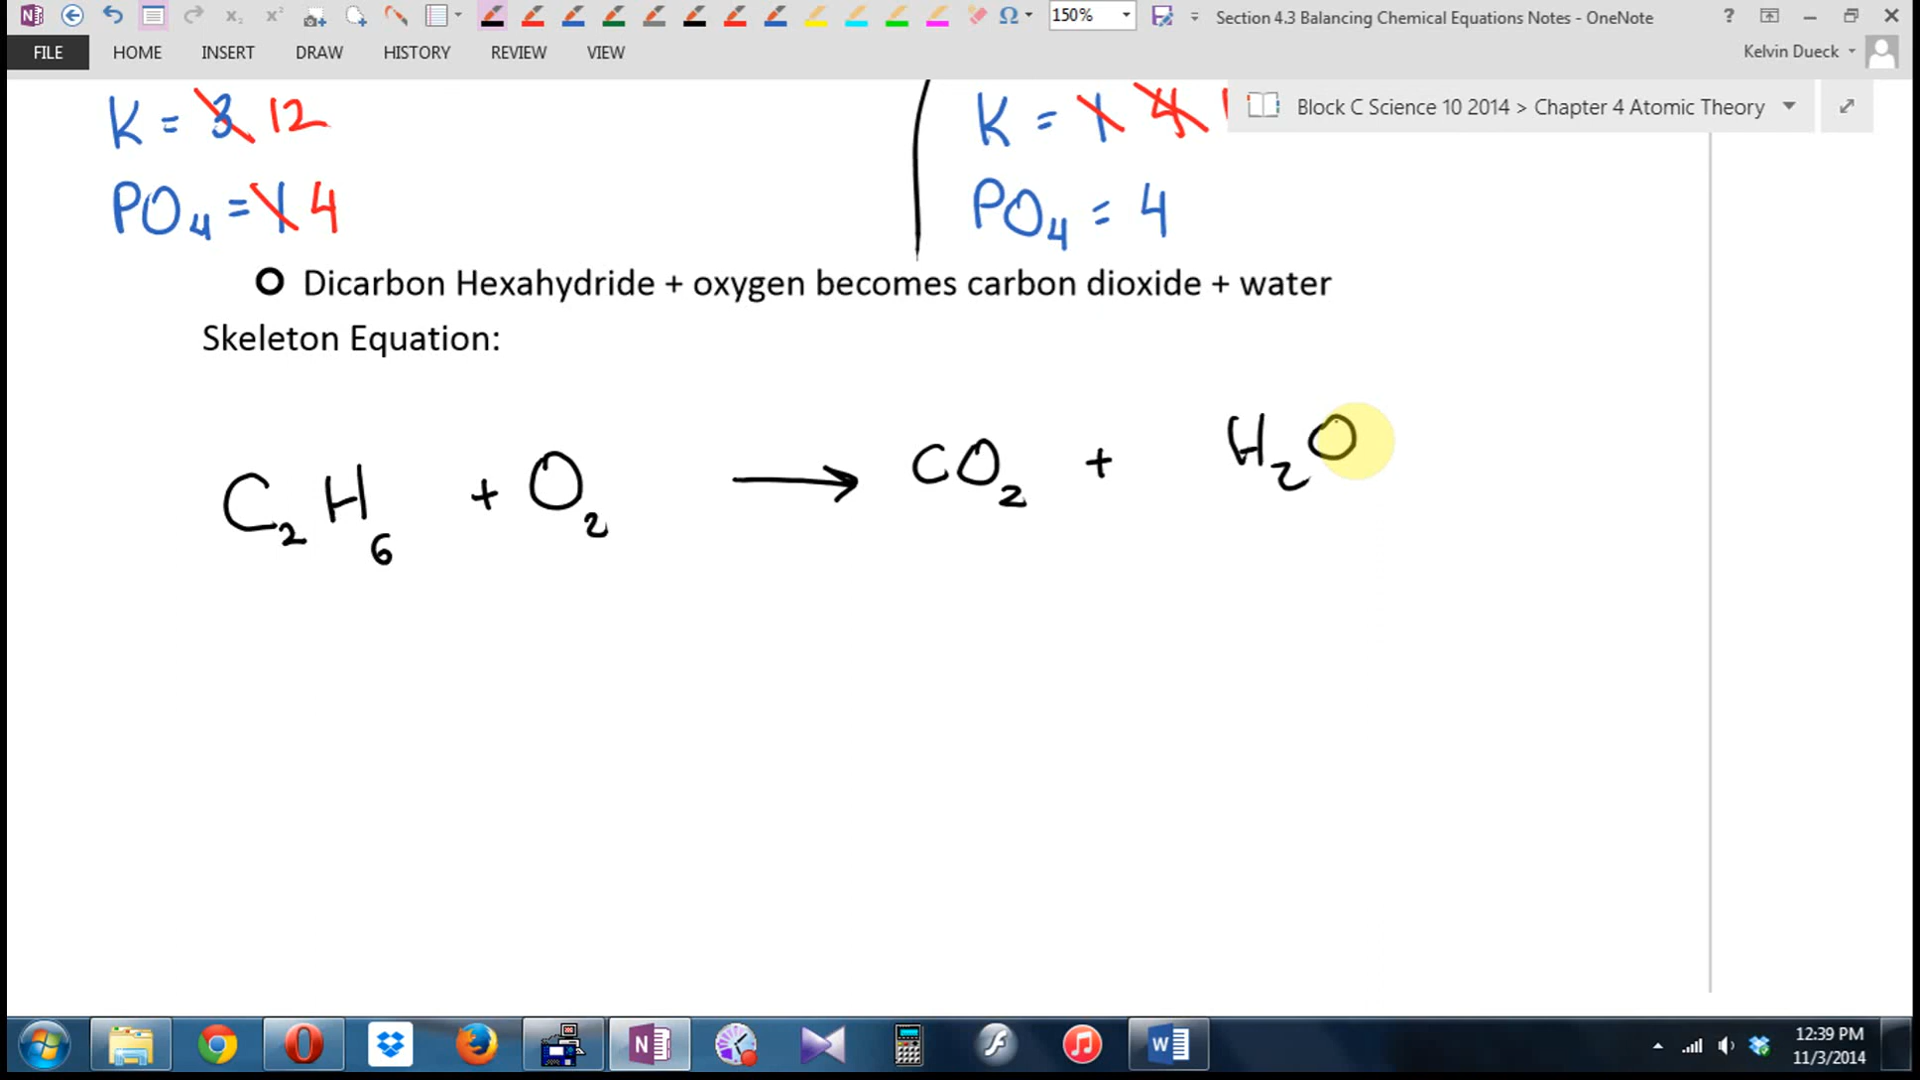 150%
Section 4.3 Balancing Chemical Equations Notes - OneNote
FILE HOME INSERT DRAW HISTORY REVIEW VIEW
Kelvin Dueck
Block C Science 10 2014 > Chapter 4 Atomic Theory
K = 3 12
K = 1 4
PO₄ = 1 4
PO₄ = 4
Dicarbon Hexahydride + oxygen becomes carbon dioxide + water
Skeleton Equation:
C₂H₆ + O₂ → CO₂ + H₂O
12:39 PM
11/3/2014